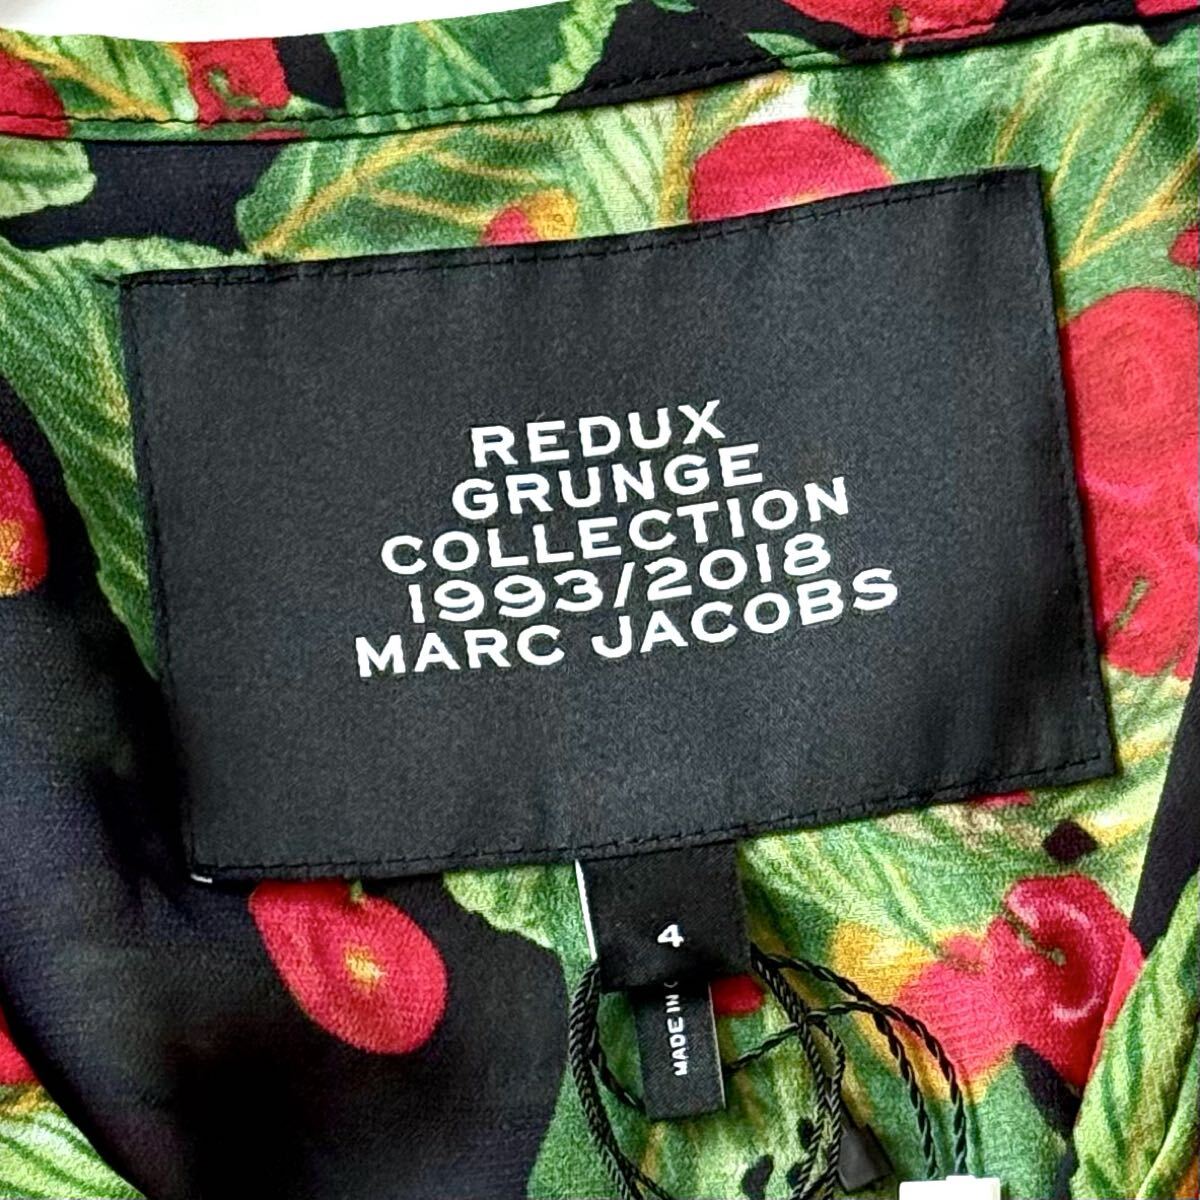 REDUX
GRUNGE
COLLECTION
1993/2018
MARC JACOBS
4
MADE IN